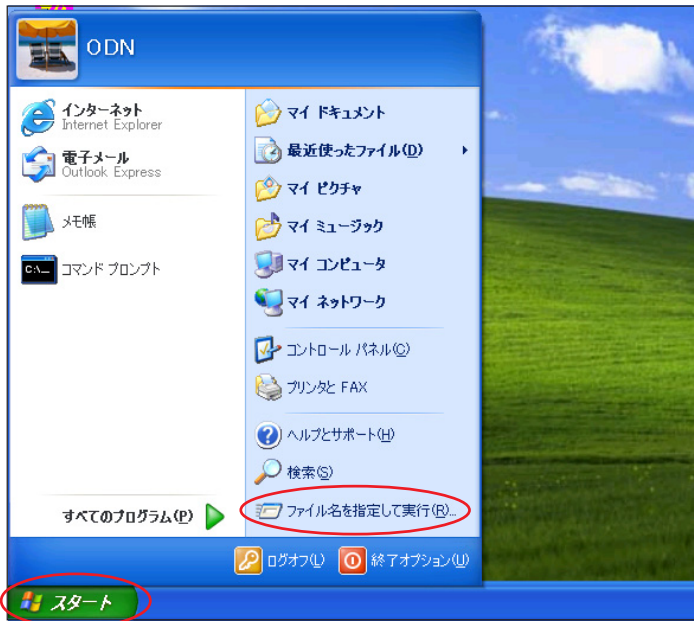 ODN
インターネット
Internet Explorer
電子メール
Outlook Express
メモ帳
C:\_
コマンド プロンプト
すべてのプログラム(P)
マイ ドキュメント
最近使ったファイル(D)
マイ ピクチャ
マイ ミュージック
マイ コンピュータ
マイ ネットワーク
コントロール パネル(C)
プリンタと FAX
ヘルプとサポート(H)
検索(S)
ファイル名を指定して実行(R)...
ログオフ(L)
終了オプション(U)
スタート